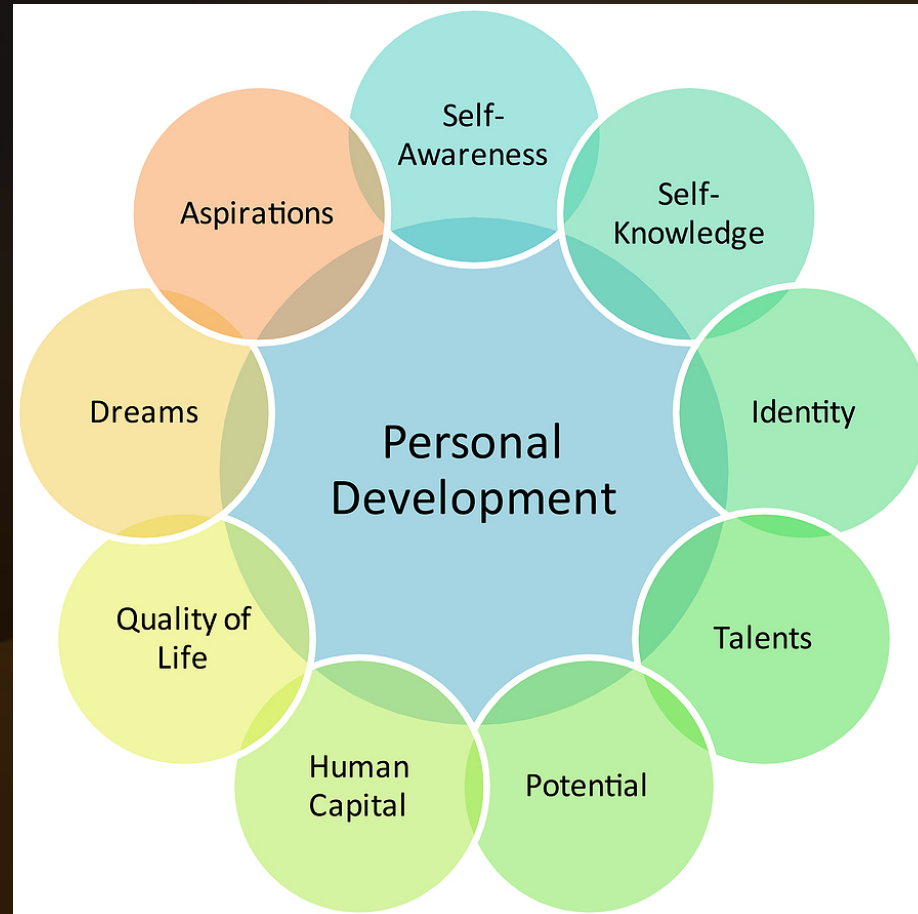 Self-
Awareness
Self-
Knowledge
Identity
Talents
Potential
Human
Capital
Quality of
Life
Dreams
Aspirations
Personal
Development